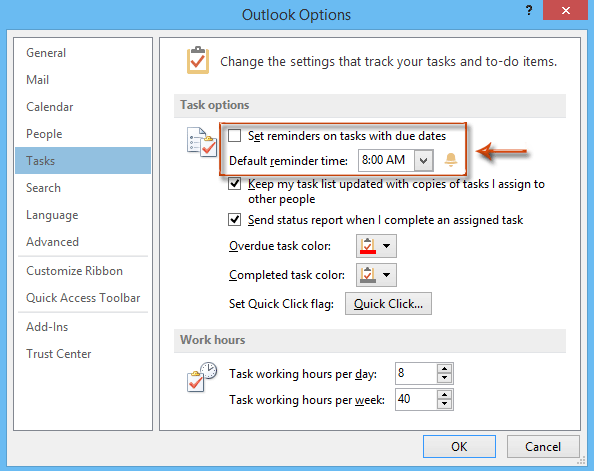 Outlook Options
?
General
Mail
Calendar
People
Tasks
Search
Language
Advanced
Customize Ribbon
Quick Access Toolbar
Add-Ins
Trust Center
Change the settings that track your tasks and to-do items.
Task options
Set reminders on tasks with due dates
Default reminder time: 8:00 AM
Keep my task list updated with copies of tasks I assign to
other people
Send status report when I complete an assigned task
Overdue task color:
Completed task color:
Set Quick Click flag: Quick Click...
Work hours
Task working hours per day: 8
Task working hours per week: 40
OK Cancel